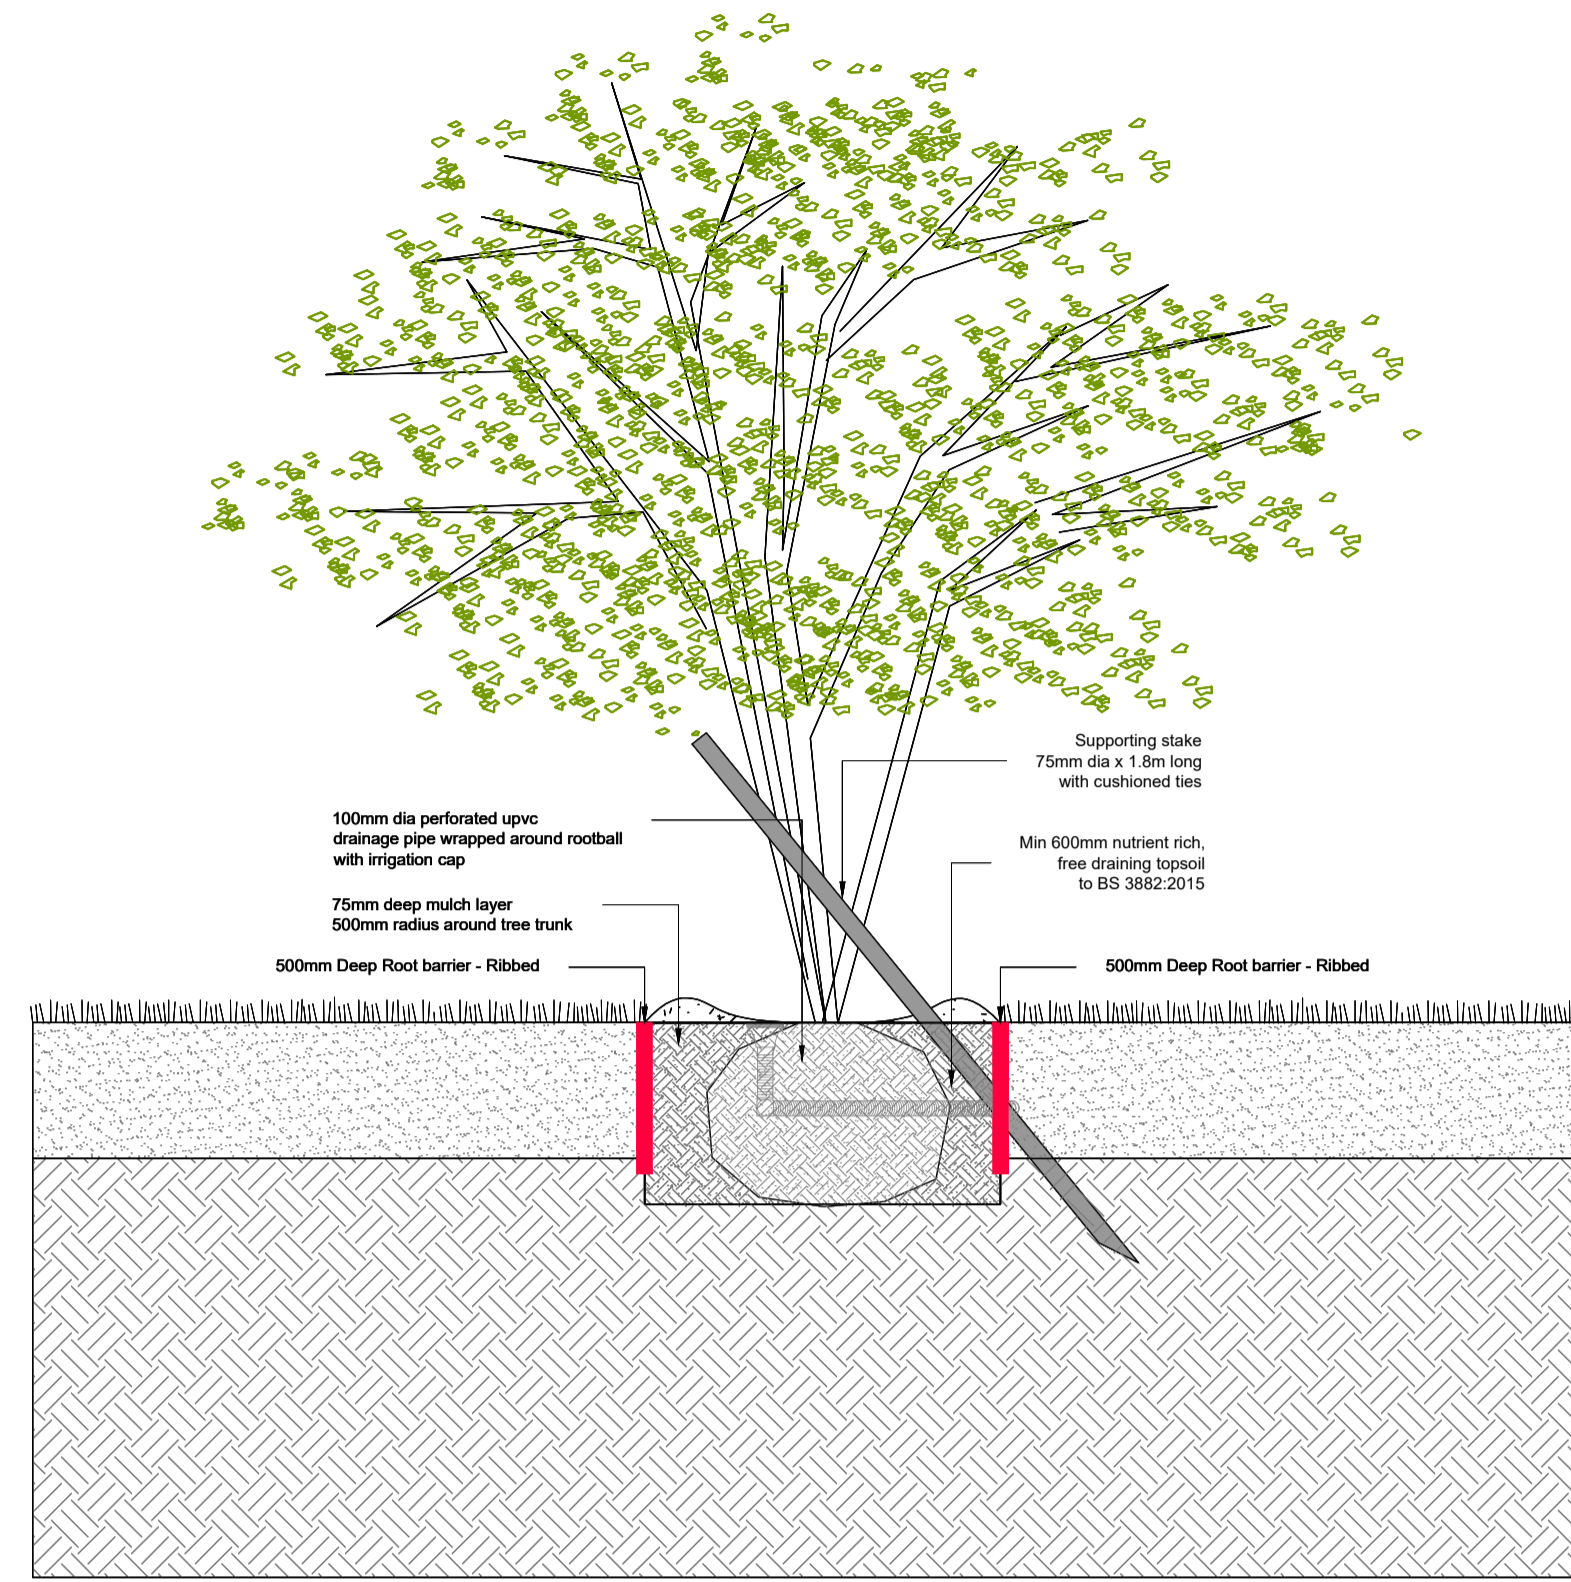 Supporting stake
75mm dia x 1.8m long
with cushioned ties
100mm dia perforated upvc
drainage pipe wrapped around rootball
with irrigation cap
Min 600mm nutrient rich,
free draining topsoil
to BS 3882:2015
75mm deep mulch layer
500mm radius around tree trunk
500mm Deep Root barrier - Ribbed
500mm Deep Root barrier - Ribbed